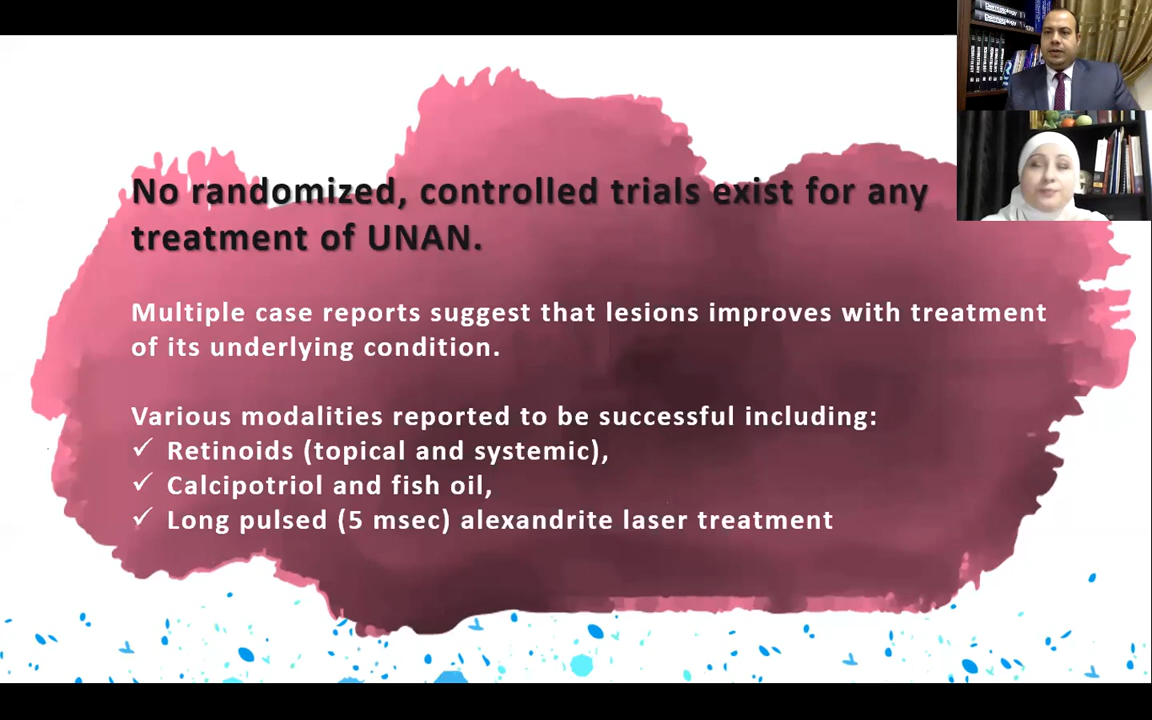 No randomized, controlled trials exist for any
treatment of UNAN.
Multiple case reports suggest that lesions improves with treatment
of its underlying condition.
Various modalities reported to be successful including:
✓ Retinoids (topical and systemic),
✓ Calcipotriol and fish oil,
✓ Long pulsed (5 msec) alexandrite laser treatment